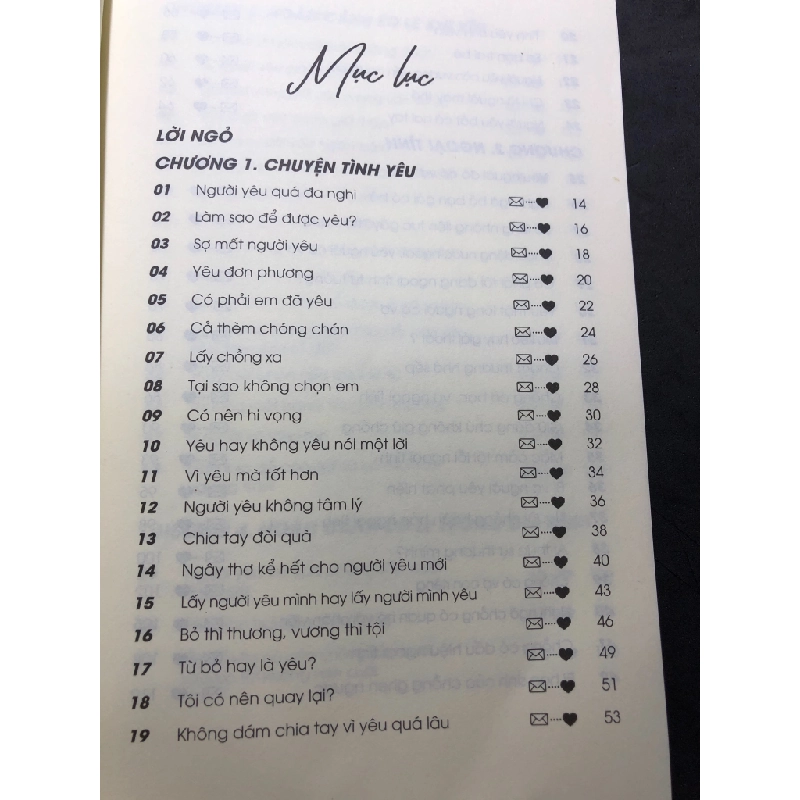 Mục lục
LỜI NGỎ
CHƯƠNG 1. CHUYỆN TÌNH YÊU
01 Người yêu quá đa nghi 14
02 Làm sao để được yêu? 16
03 Sợ mất người yêu 18
04 Yêu đơn phương 20
05 Có phải em đã yêu 22
06 Cả thèm chóng chán 24
07 Lấy chồng xa 26
08 Tại sao không chọn em 28
09 Có nên hi vọng 30
10 Yêu hay không yêu nói một lời 32
11 Vì yêu mà tốt hơn 34
12 Người yêu không tâm lý 36
13 Chia tay đòi quà 38
14 Ngây thơ kể hết cho người yêu mới 40
15 Lấy người yêu mình hay lấy người mình yêu 43
16 Bỏ thì thương, vương thì tội 46
17 Từ bỏ hay là yêu? 49
18 Tôi có nên quay lại? 51
19 Không dám chia tay vì yêu quá lâu 53